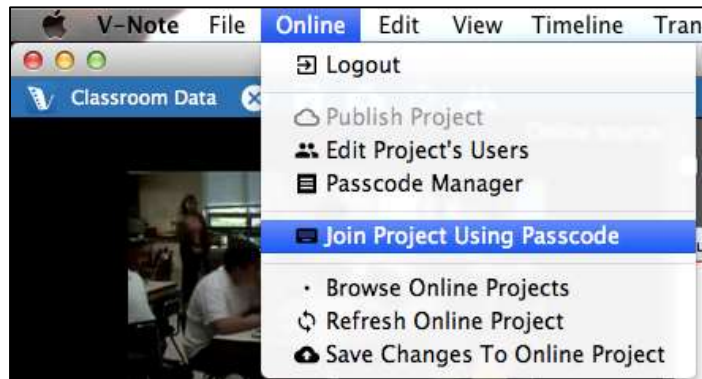 V-Note File Online Edit View Timeline Tran
Classroom Data
Logout
Publish Project
Edit Project's Users
Passcode Manager
Join Project Using Passcode
Browse Online Projects
Refresh Online Project
Save Changes To Online Project